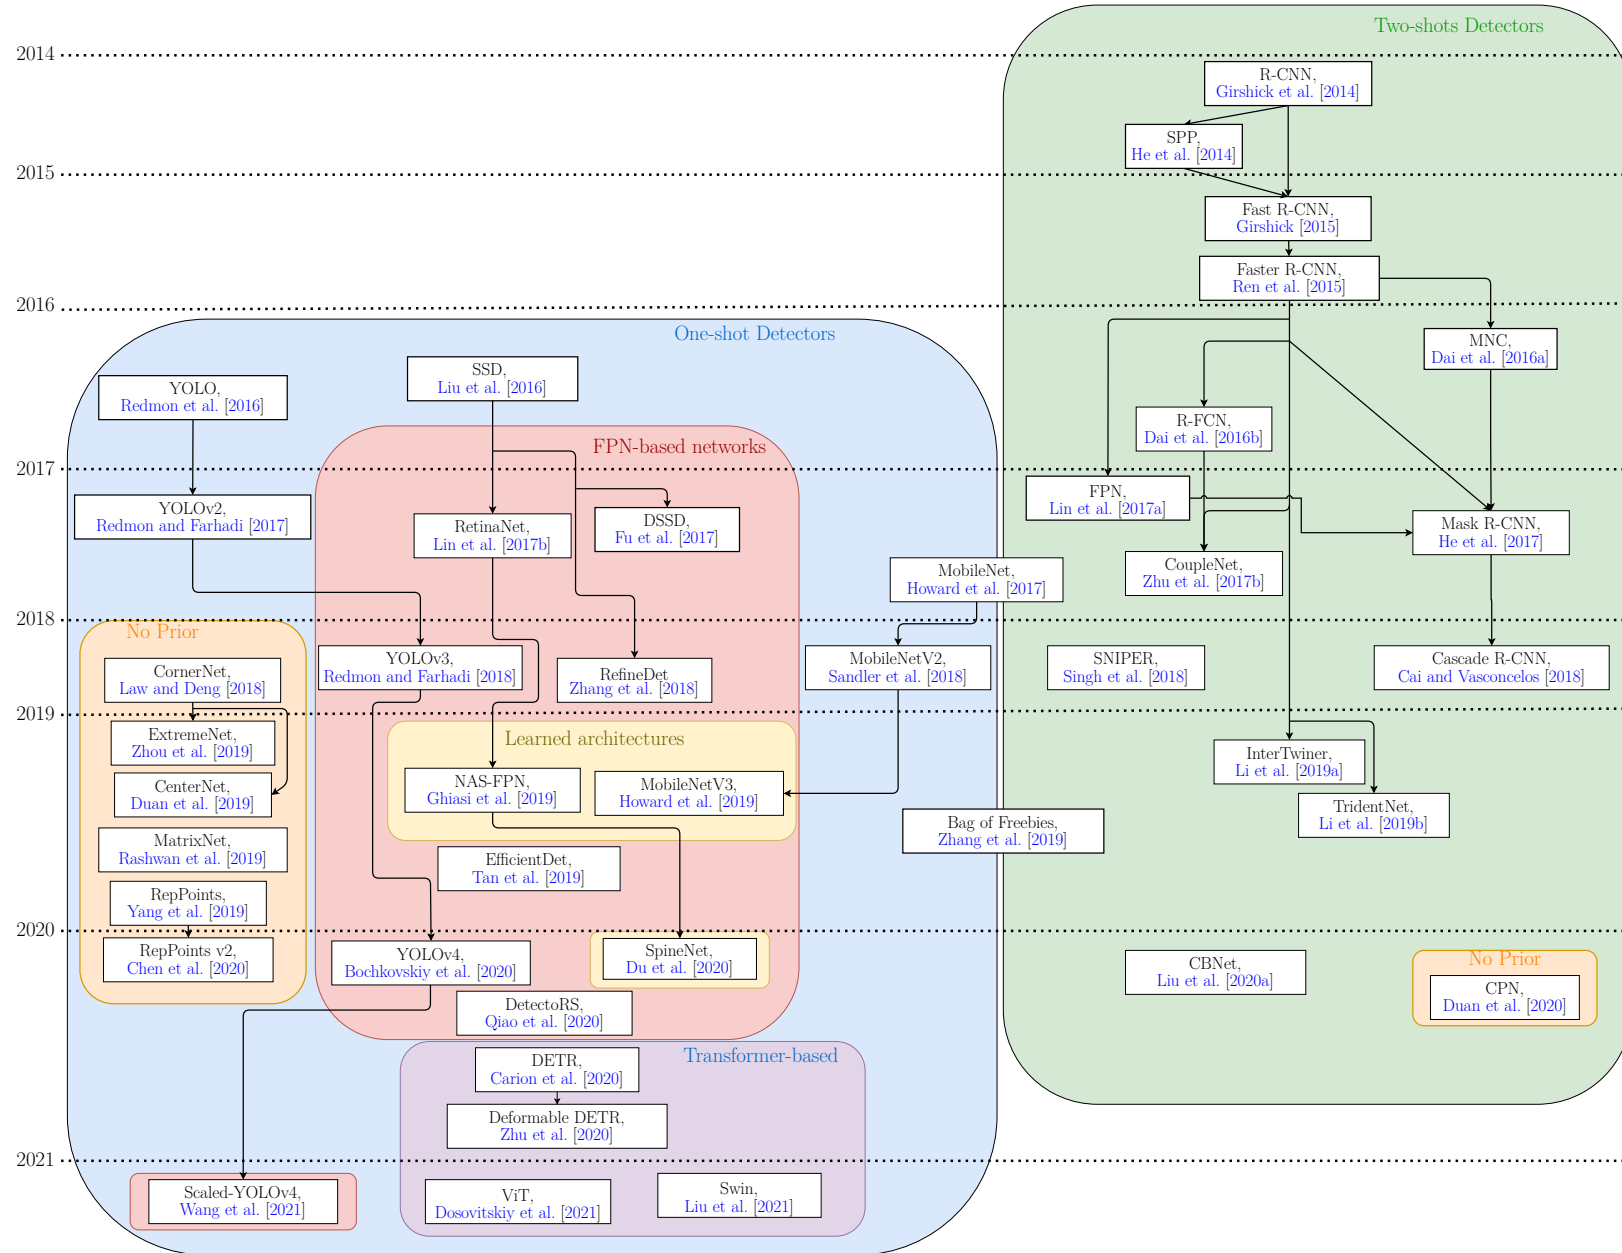 Two-shots Detectors
2014
R-CNN,
Girshick et al. [2014]
SPP,
He et al. [2014]
2015
Fast R-CNN,
Girshick [2015]
Faster R-CNN,
Ren et al. [2015]
2016
One-shot Detectors
MNC,
Dai et al. [2016a]
SSD,
Liu et al. [2016]
YOLO,
Redmon et al. [2016]
R-FCN,
Dai et al. [2016b]
FPN-based networks
2017
FPN,
Lin et al. [2017a]
YOLOv2,
Redmon and Farhadi [2017]
RetinaNet,
Lin et al. [2017b]
DSSD,
Fu et al. [2017]
Mask R-CNN,
He et al. [2017]
MobileNet,
Howard et al. [2017]
CoupleNet,
Zhu et al. [2017b]
2018
No Prior
CornerNet,
Law and Deng [2018]
YOLOv3,
Redmon and Farhadi [2018]
RefineDet
Zhang et al. [2018]
MobileNetV2,
Sandler et al. [2018]
SNIPER,
Singh et al. [2018]
Cascade R-CNN,
Cai and Vasconcelos [2018]
2019
ExtremeNet,
Zhou et al. [2019]
Learned architectures
InterTwiner,
Li et al. [2019a]
CenterNet,
Duan et al. [2019]
NAS-FPN,
Ghiasi et al. [2019]
MobileNetV3,
Howard et al. [2019]
TridentNet,
Li et al. [2019b]
Bag of Freebies,
Zhang et al. [2019]
MatrixNet,
Rashwan et al. [2019]
EfficientDet,
Tan et al. [2019]
RepPoints,
Yang et al. [2019]
2020
RepPoints v2,
Chen et al. [2020]
YOLOv4,
Bochkovskiy et al. [2020]
SpineNet,
Du et al. [2020]
CBNet,
Liu et al. [2020a]
No Prior
CPN,
Duan et al. [2020]
DetectoRS,
Qiao et al. [2020]
Transformer-based
DETR,
Carion et al. [2020]
Deformable DETR,
Zhu et al. [2020]
2021
Scaled-YOLOv4,
Wang et al. [2021]
ViT,
Dosovitskiy et al. [2021]
Swin,
Liu et al. [2021]